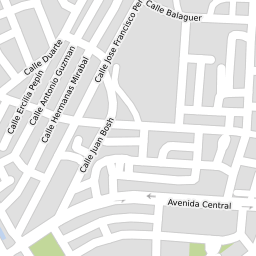 Calle Balaguer
Calle Jose Francisco Pe
Calle Duarte
Calle Antonio Guzman
Calle Hermanas Mirabal
Calle Ercilia Pepin
Calle Juan Bosh
Avenida Central